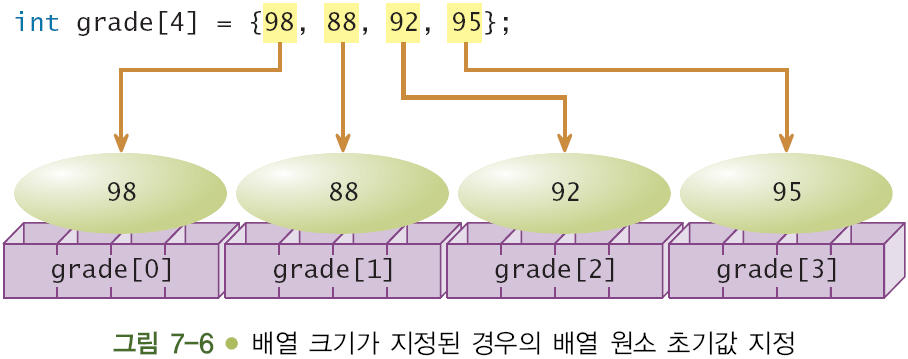 int grade[4] = {98, 88, 92, 95};
98 88 92 95
grade[0] grade[1] grade[2] grade[3]
그림 7-6 ● 배열 크기가 지정된 경우의 배열 원소 초기값 지정